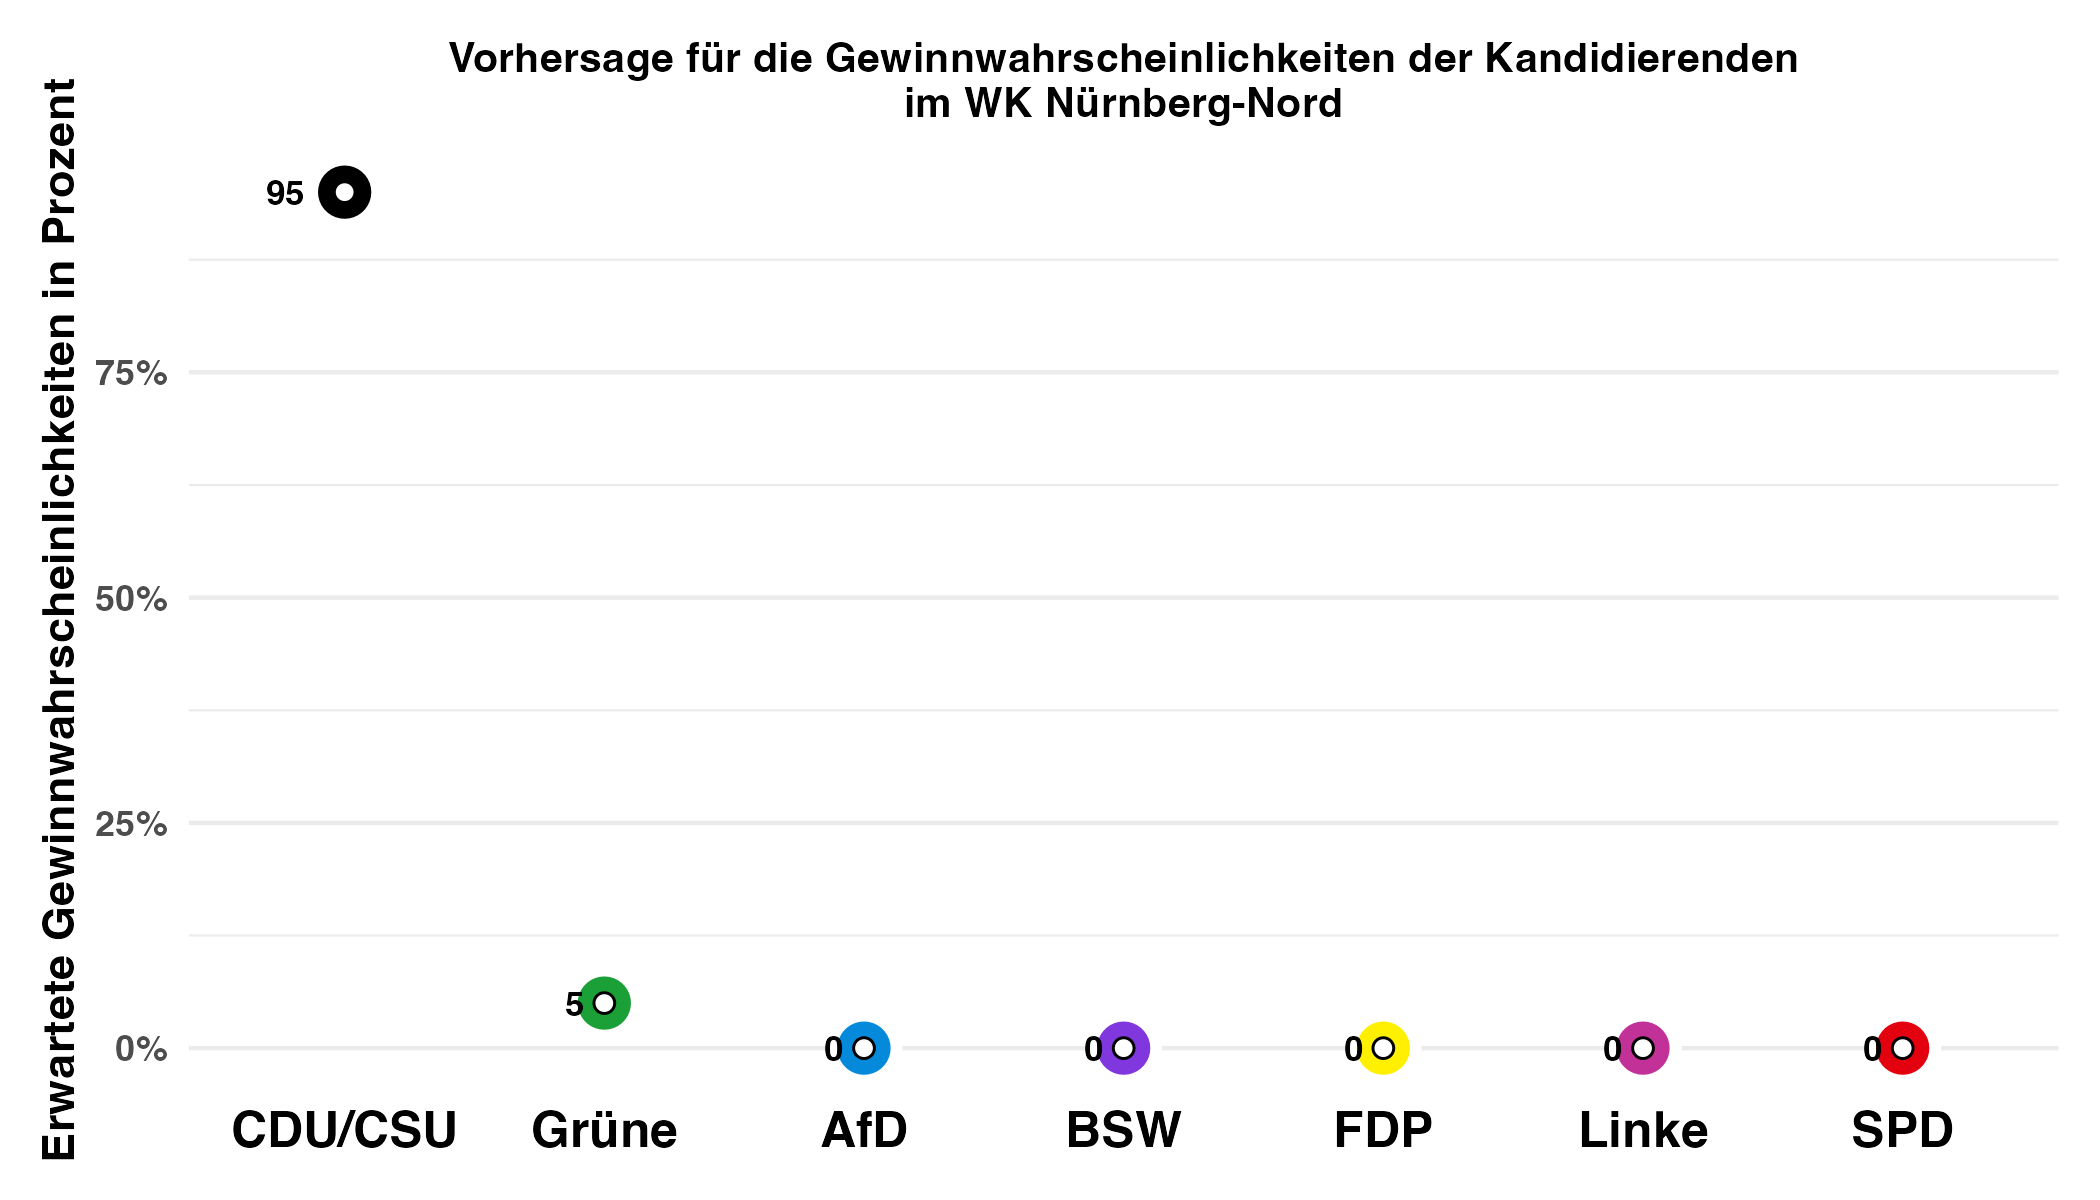 Vorhersage für die Gewinnwahrscheinlichkeiten der Kandidierenden
im WK Nürnberg-Nord
Erwartete Gewinnwahrscheinlichkeiten in Prozent
95
75%
50%
25%
5
0%
0
0
0
0
0
CDU/CSU
Grüne
AfD
BSW
FDP
Linke
SPD